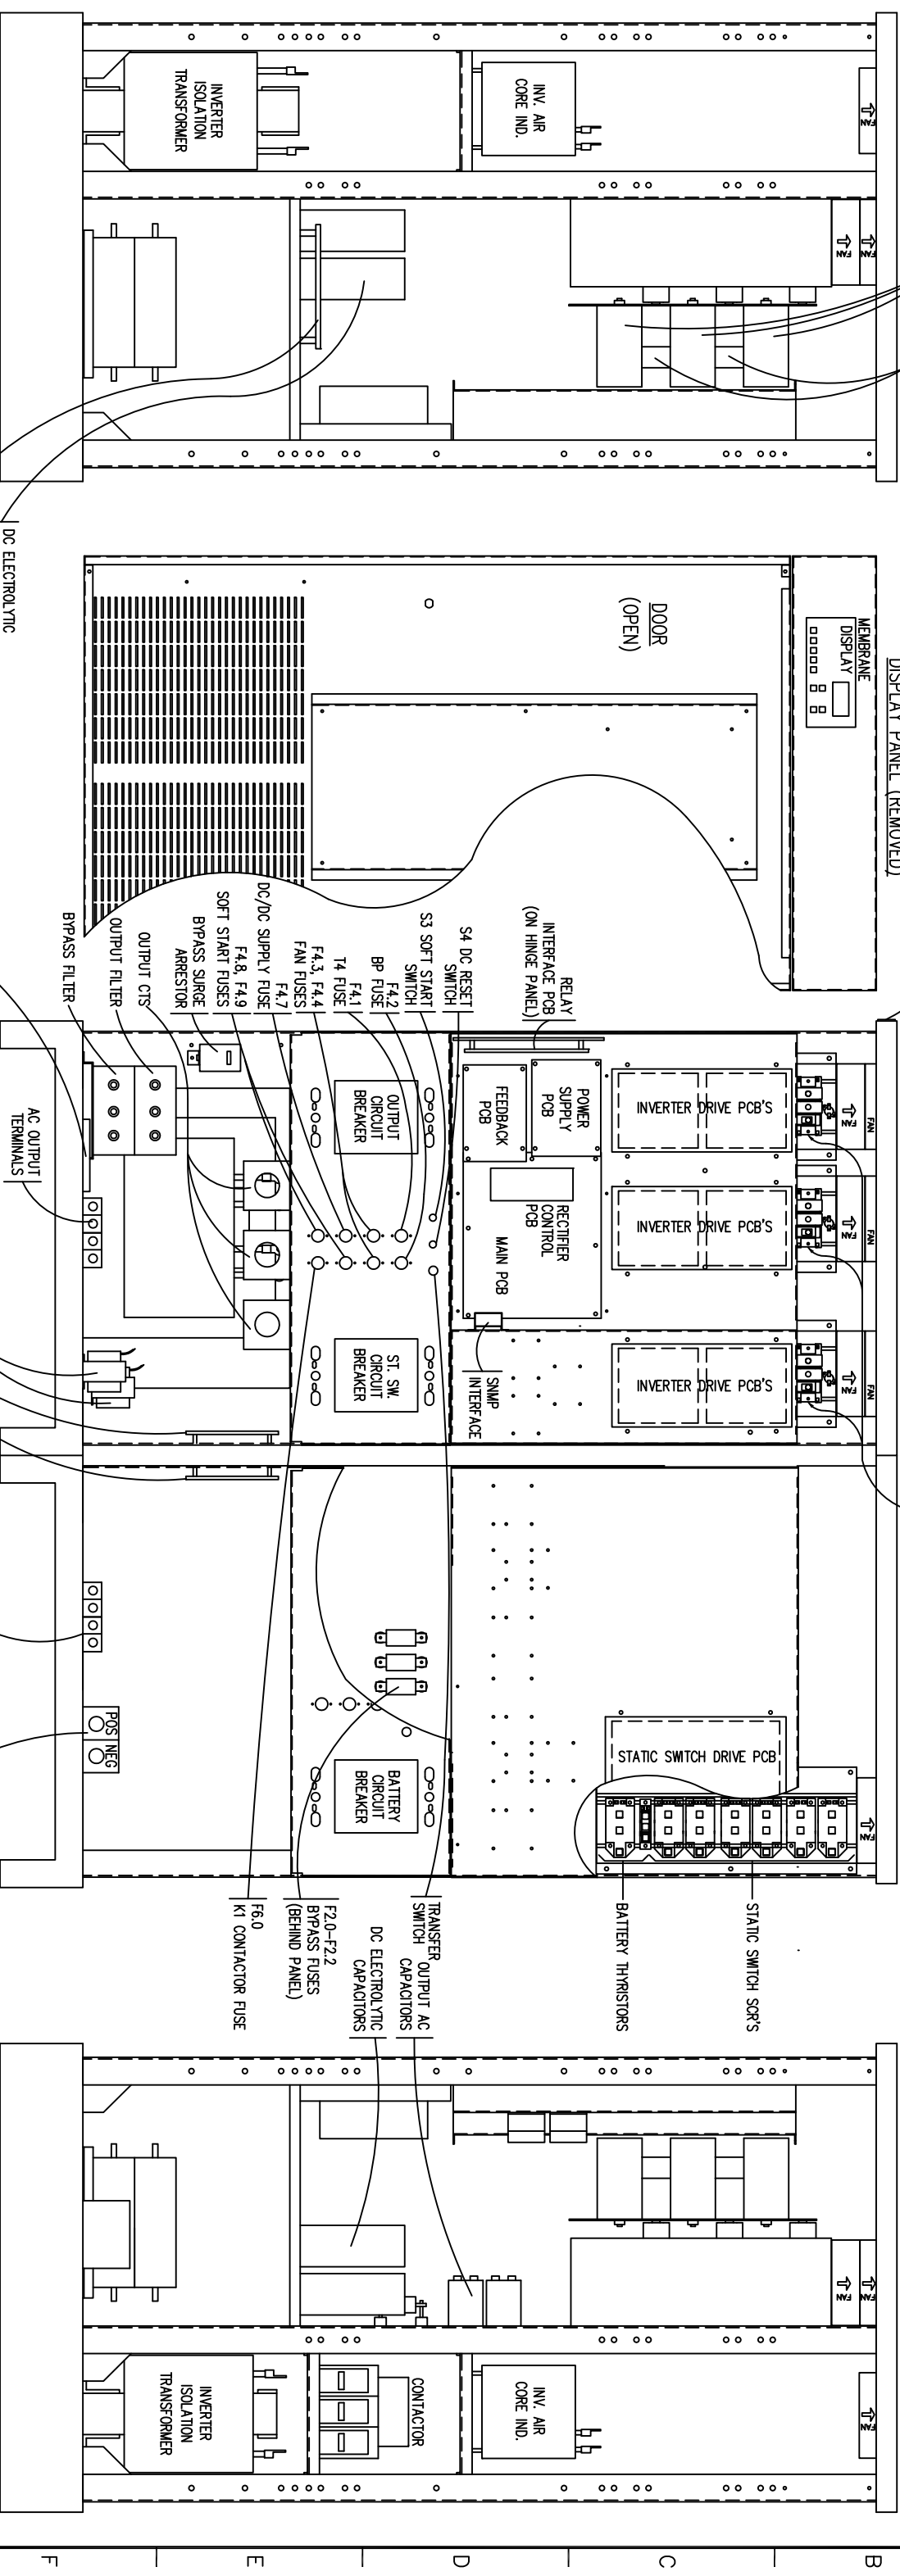 FAN
INVERTER
ISOLATION
TRANSFORMER
INV. AIR
CORE IND.
FAN
FAN
DC ELECTROLYTIC
DISPLAY PANEL (REMOVED)
MEMBRANE
DISPLAY
DOOR
(OPEN)
RELAY
INTERFACE PCB
(ON HINGE PANEL)
S4 DC RESET
SWITCH
S3 SOFT START
SWITCH
F4.2
BP FUSE
F4.1
T4 FUSE
F4.3, F4.4
FAN FUSES
F4.7
DC/DC SUPPLY FUSE
F4.8, F4.9
SOFT START FUSES
BYPASS SURGE
ARRESTOR
OUTPUT CTS
OUTPUT FILTER
BYPASS FILTER
FAN
FAN
FAN
INVERTER DRIVE PCB'S
INVERTER DRIVE PCB'S
INVERTER DRIVE PCB'S
POWER
SUPPLY
PCB
FEEDBACK
PCB
RECTIFIER
CONTROL
PCB
MAIN PCB
SNMP
INTERFACE
OUTPUT
CIRCUIT
BREAKER
ST. SW.
CIRCUIT
BREAKER
AC OUTPUT
TERMINALS
POS NEG
STATIC SWITCH DRIVE PCB
FAN
BATTERY
CIRCUIT
BREAKER
STATIC SWITCH SCR'S
BATTERY THYRISTORS
TRANSFER
SWITCH
OUTPUT AC
CAPACITORS
DC ELECTROLYTIC
CAPACITORS
F2.0-F2.2
BYPASS FUSES
(BEHIND PANEL)
F6.0
K1 CONTACTOR FUSE
FAN
FAN
FAN
INV. AIR
CORE IND.
CONTACTOR
INVERTER
ISOLATION
TRANSFORMER
B
C
D
E
F